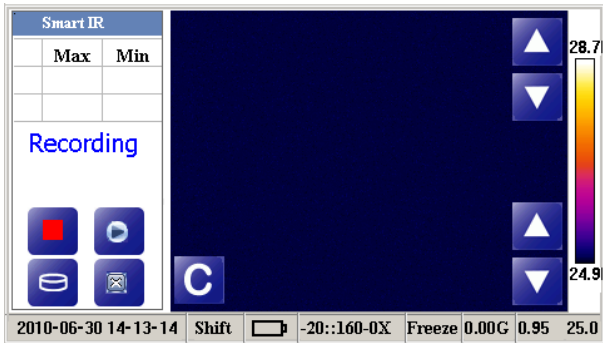 Smart IR
Max Min
Recording
C
28.7
24.9
2010-06-30 14-13-14 Shift -20::160-0X Freeze 0.00G 0.95 25.0